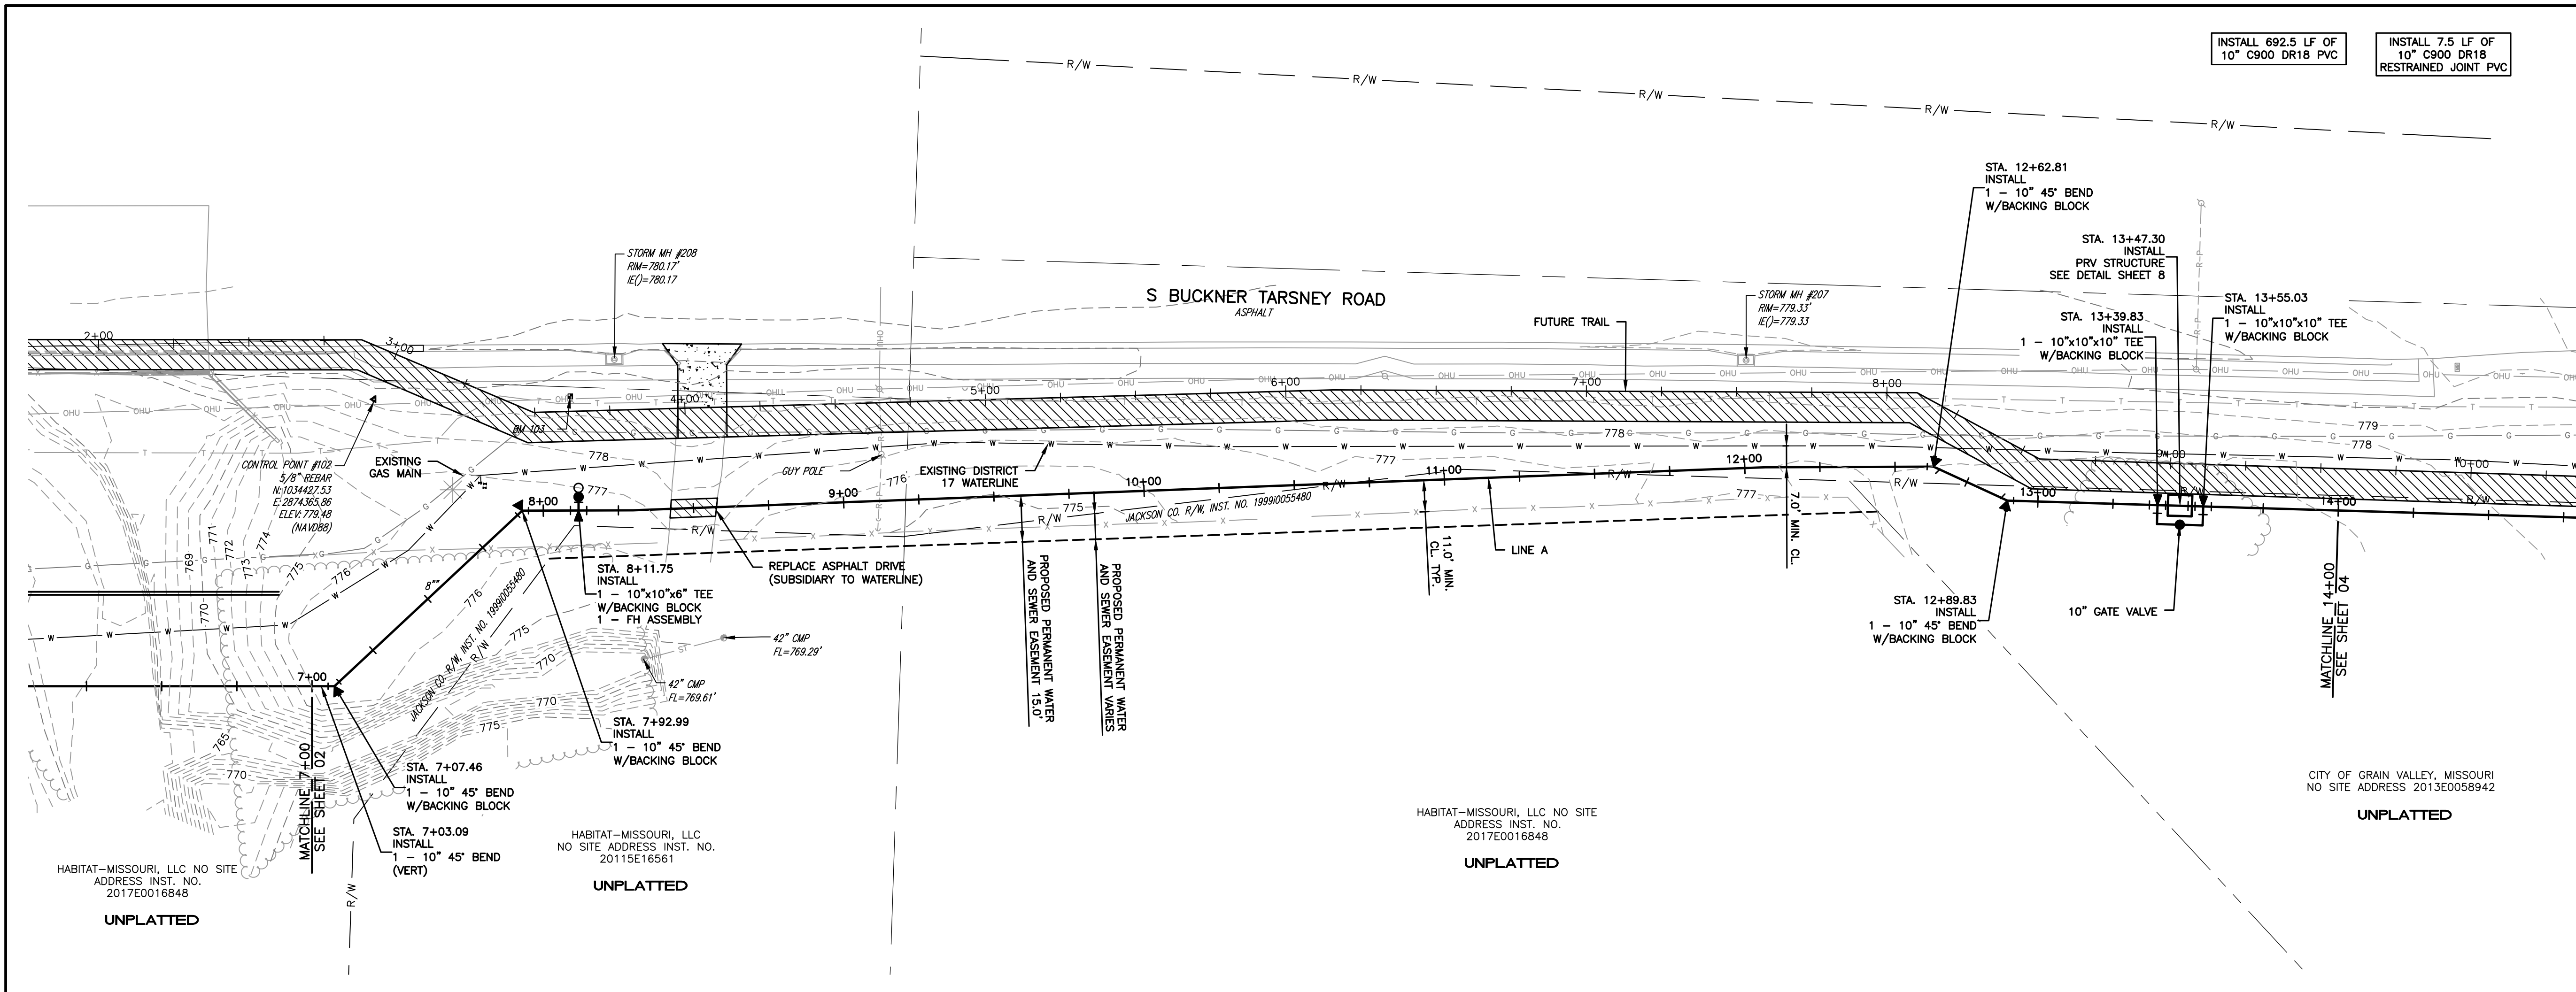 INSTALL 692.5 LF OF
10" C900 DR18 PVC
INSTALL 7.5 LF OF
10" C900 DR18
RESTRAINED JOINT PVC
R/W
R/W
R/W
R/W
R/W
STA. 12+62.81
INSTALL
1 – 10" 45° BEND
W/BACKING BLOCK
STA. 13+47.30
INSTALL
PRV STRUCTURE
SEE DETAIL SHEET 8
STA. 13+39.83
INSTALL
1 – 10"x10"x10" TEE
W/BACKING BLOCK
STA. 13+55.03
INSTALL
1 – 10"x10"x10" TEE
W/BACKING BLOCK
STORM MH #208
RIM=780.17'
IE()=780.17
S BUCKNER TARSNEY ROAD
ASPHALT
STORM MH #207
RIM=779.33'
IE()=779.33
FUTURE TRAIL
2+00
3+00
4+00
5+00
6+00
7+00
8+00
10+00
BM 103
CONTROL POINT #102
5/8" REBAR
N: 1034427.53
E: 2874365.86
ELEV: 779.48
(NAVD88)
EXISTING
GAS MAIN
GUY POLE
EXISTING DISTRICT
17 WATERLINE
778
777
776
775
777
778
777
779
778
8+00
9+00
10+00
11+00
12+00
13+00
14+00
R/W
R/W
R/W
R/W
R/W
R/W
R/W
JACKSON CO. R/W, INST. NO. 1999I0055480
LINE A
11.0' MIN.
CL. TYP.
7.0' MIN. CL.
REPLACE ASPHALT DRIVE
(SUBSIDIARY TO WATERLINE)
STA. 8+11.75
INSTALL
1 – 10"x10"x6" TEE
W/BACKING BLOCK
1 – FH ASSEMBLY
PROPOSED PERMANENT WATER
AND SEWER EASEMENT 15.0'
PROPOSED PERMANENT WATER
AND SEWER EASEMENT VARIES
STA. 12+89.83
INSTALL
1 – 10" 45° BEND
W/BACKING BLOCK
10" GATE VALVE
MATCHLINE 14+00
SEE SHEET 04
769
770
771
772
773
774
775
776
8""
776
775
770
770
775
765
770
JACKSON CO. R/W, INST. NO. 1999I0055480
R/W
42" CMP
FL=769.29'
ST
42" CMP
FL=769.61'
7+00
MATCHLINE 7+00
SEE SHEET 02
STA. 7+92.99
INSTALL
1 – 10" 45° BEND
W/BACKING BLOCK
STA. 7+07.46
INSTALL
1 – 10" 45° BEND
W/BACKING BLOCK
STA. 7+03.09
INSTALL
1 – 10" 45° BEND
(VERT)
R/W
HABITAT–MISSOURI, LLC NO SITE
ADDRESS INST. NO.
2017E0016848
UNPLATTED
HABITAT–MISSOURI, LLC
NO SITE ADDRESS INST. NO.
20115E16561
UNPLATTED
HABITAT–MISSOURI, LLC NO SITE
ADDRESS INST. NO.
2017E0016848
UNPLATTED
CITY OF GRAIN VALLEY, MISSOURI
NO SITE ADDRESS 2013E0058942
UNPLATTED